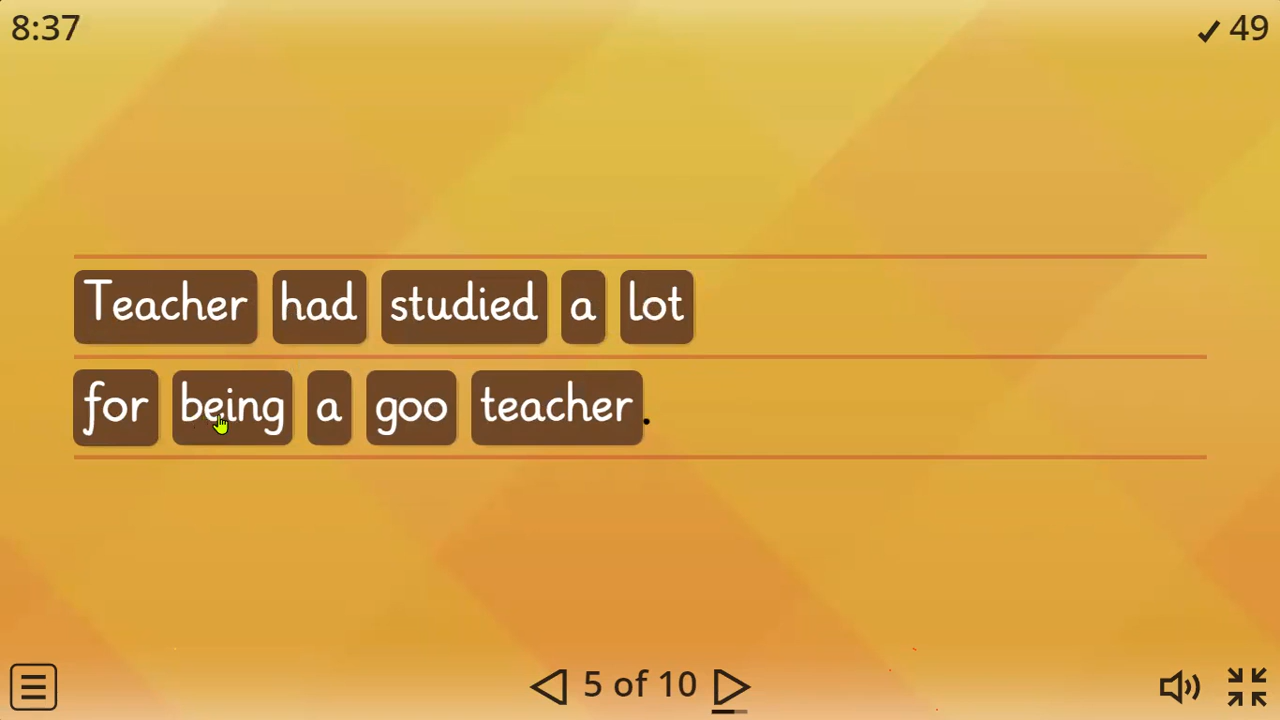 8:37
✓ 49
Teacher had studied a lot
for being a goo teacher.
5 of 10